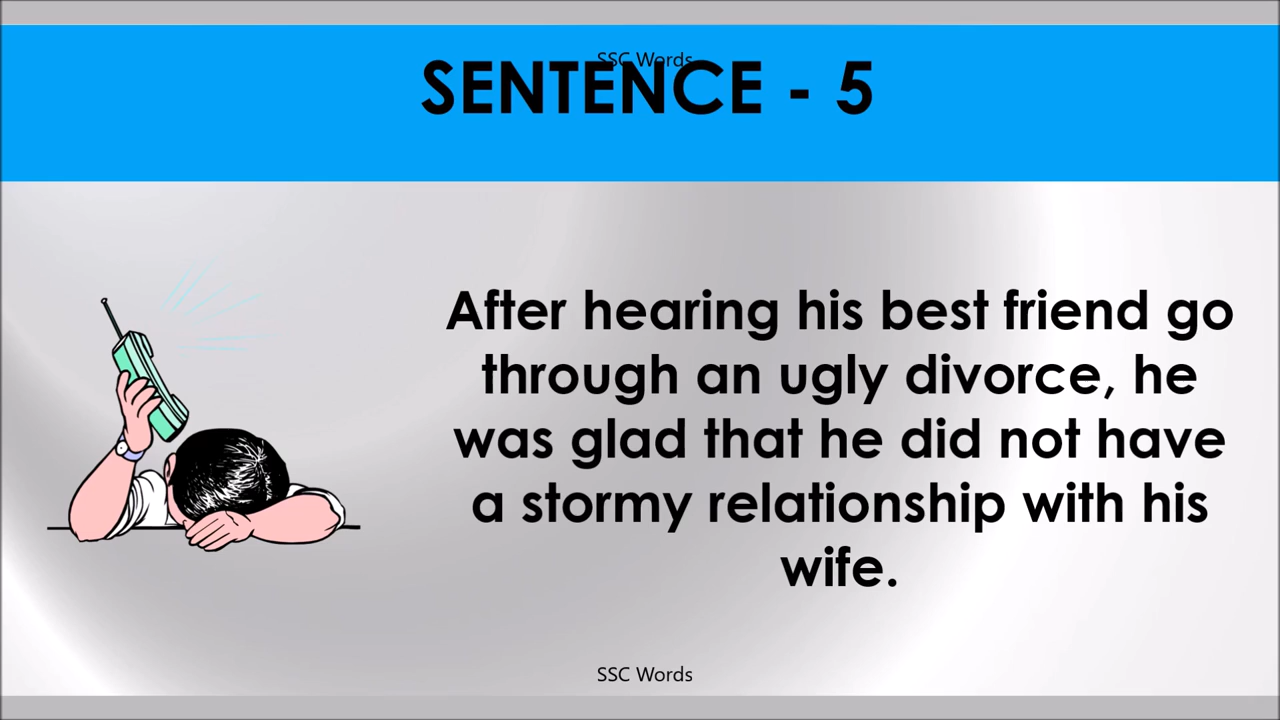 SSC Words
SENTENCE - 5
After hearing his best friend go
through an ugly divorce, he
was glad that he did not have
a stormy relationship with his
wife.
SSC Words